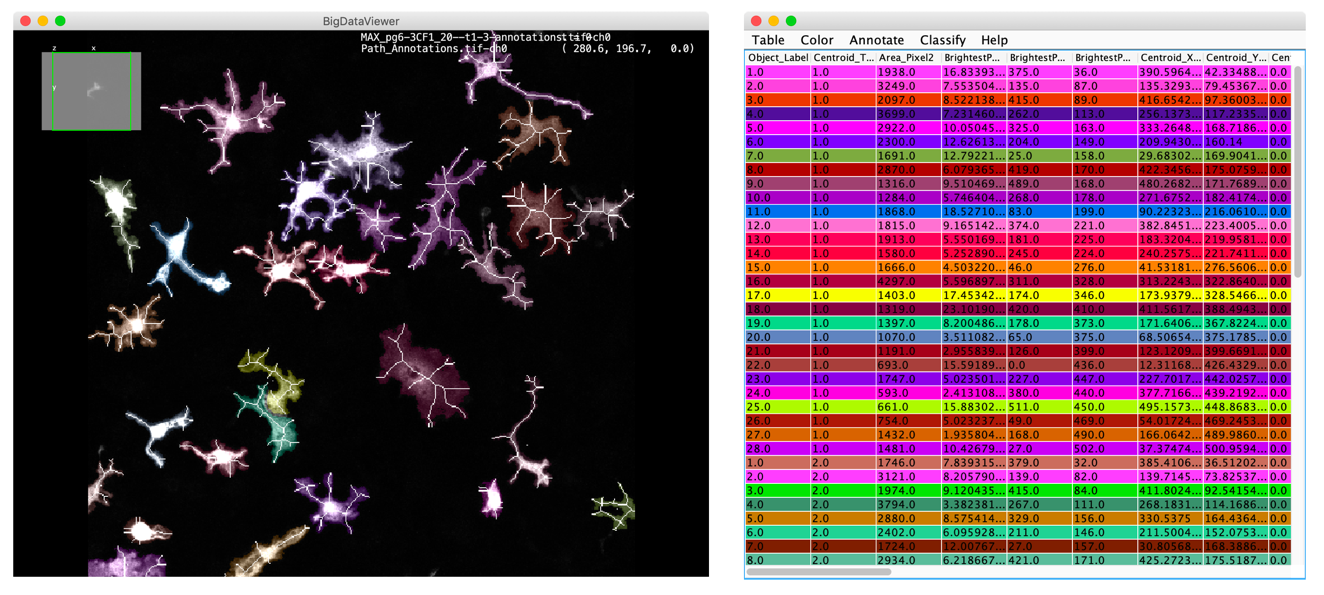 BigDataViewer
MAX_pg6-3CF1_20--t1-3-annotations.tif-ch0
Path_Annotations.tif-ch0 ( 280.6, 196.7, 0.0)
z x
y
Table Color Annotate Classify Help
Object_Label Centroid_T... Area_Pixel2 BrightestP... BrightestP... BrightestP... Centroid_X... Centroid_Y... Cen
1.0 1.0 1938.0 16.83393... 375.0 36.0 390.5964... 42.33488... 0.0
2.0 1.0 3249.0 7.553504... 135.0 87.0 135.3293... 79.45367... 0.0
3.0 1.0 2097.0 8.522138... 415.0 89.0 416.6542... 97.36003... 0.0
4.0 1.0 3699.0 7.231460... 262.0 113.0 256.1373... 117.2335... 0.0
5.0 1.0 2922.0 10.05045... 325.0 163.0 333.2648... 168.7186... 0.0
6.0 1.0 2300.0 12.62613... 204.0 149.0 209.9430... 160.14 0.0
7.0 1.0 1691.0 12.79221... 25.0 158.0 29.68302... 169.9041... 0.0
8.0 1.0 2870.0 6.079365... 419.0 170.0 422.3456... 175.0759... 0.0
9.0 1.0 1316.0 9.510469... 489.0 168.0 480.2682... 171.7689... 0.0
10.0 1.0 1284.0 5.746404... 268.0 178.0 271.6752... 182.4174... 0.0
11.0 1.0 1868.0 18.52710... 83.0 199.0 90.22323... 216.0610... 0.0
12.0 1.0 1815.0 9.165142... 374.0 221.0 382.8451... 223.4005... 0.0
13.0 1.0 1913.0 5.550169... 181.0 225.0 183.3204... 219.9581... 0.0
14.0 1.0 1580.0 5.252890... 245.0 224.0 240.2575... 221.7411... 0.0
15.0 1.0 1666.0 4.503220... 46.0 276.0 41.53181... 276.5606... 0.0
16.0 1.0 4297.0 5.596897... 311.0 328.0 313.2243... 322.8640... 0.0
17.0 1.0 1403.0 17.45342... 174.0 346.0 173.9379... 328.5466... 0.0
18.0 1.0 1319.0 23.10190... 420.0 410.0 411.5617... 388.4943... 0.0
19.0 1.0 1397.0 8.200486... 178.0 373.0 171.6406... 367.8224... 0.0
20.0 1.0 1070.0 3.511082... 65.0 375.0 68.50654... 375.1785... 0.0
21.0 1.0 1191.0 2.955839... 126.0 399.0 123.1209... 399.6691... 0.0
22.0 1.0 693.0 15.59189... 0.0 436.0 12.31168... 426.4329... 0.0
23.0 1.0 1747.0 5.023501... 227.0 447.0 227.7017... 442.0257... 0.0
24.0 1.0 593.0 2.413108... 380.0 440.0 377.7166... 439.2192... 0.0
25.0 1.0 661.0 15.88302... 511.0 450.0 495.1573... 448.8683... 0.0
26.0 1.0 754.0 5.023237... 49.0 469.0 54.01724... 469.2453... 0.0
27.0 1.0 1432.0 1.935804... 168.0 490.0 166.0642... 489.9860... 0.0
28.0 1.0 1481.0 10.42679... 27.0 502.0 37.37474... 500.9594... 0.0
1.0 2.0 1746.0 7.839315... 379.0 32.0 385.4106... 36.51202... 0.0
2.0 2.0 3121.0 8.205790... 139.0 82.0 139.7145... 73.82537... 0.0
3.0 2.0 1974.0 9.120435... 415.0 84.0 411.8024... 92.54154... 0.0
4.0 2.0 3794.0 3.382381... 267.0 111.0 268.1831... 114.1686... 0.0
5.0 2.0 2880.0 8.575414... 329.0 156.0 330.5375 164.4364... 0.0
6.0 2.0 2402.0 6.095928... 211.0 146.0 211.5004... 152.0753... 0.0
7.0 2.0 1724.0 12.00767... 27.0 157.0 30.80568... 168.3886... 0.0
8.0 2.0 2934.0 6.218667... 421.0 171.0 425.2723... 175.5187... 0.0